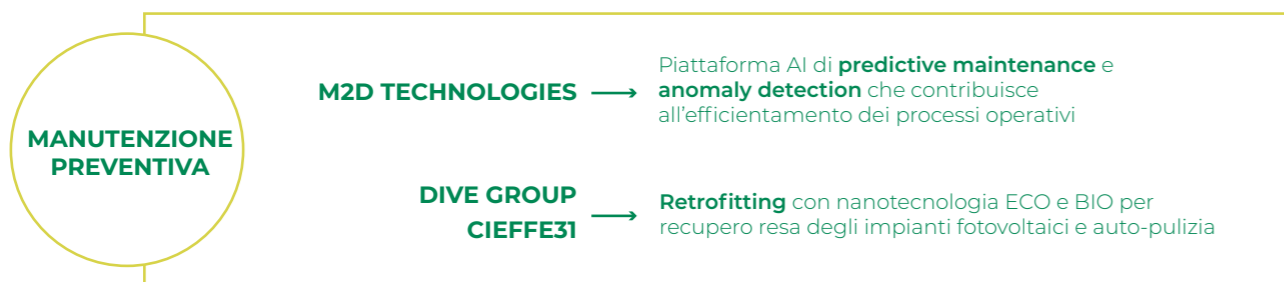 MANUTENZIONE
PREVENTIVA
M2D TECHNOLOGIES
Piattaforma AI di predictive maintenance e
anomaly detection che contribuisce
all'efficientamento dei processi operativi
DIVE GROUP
CIEFFE31
Retrofitting con nanotecnologia ECO e BIO per
recupero resa degli impianti fotovoltaici e auto-pulizia